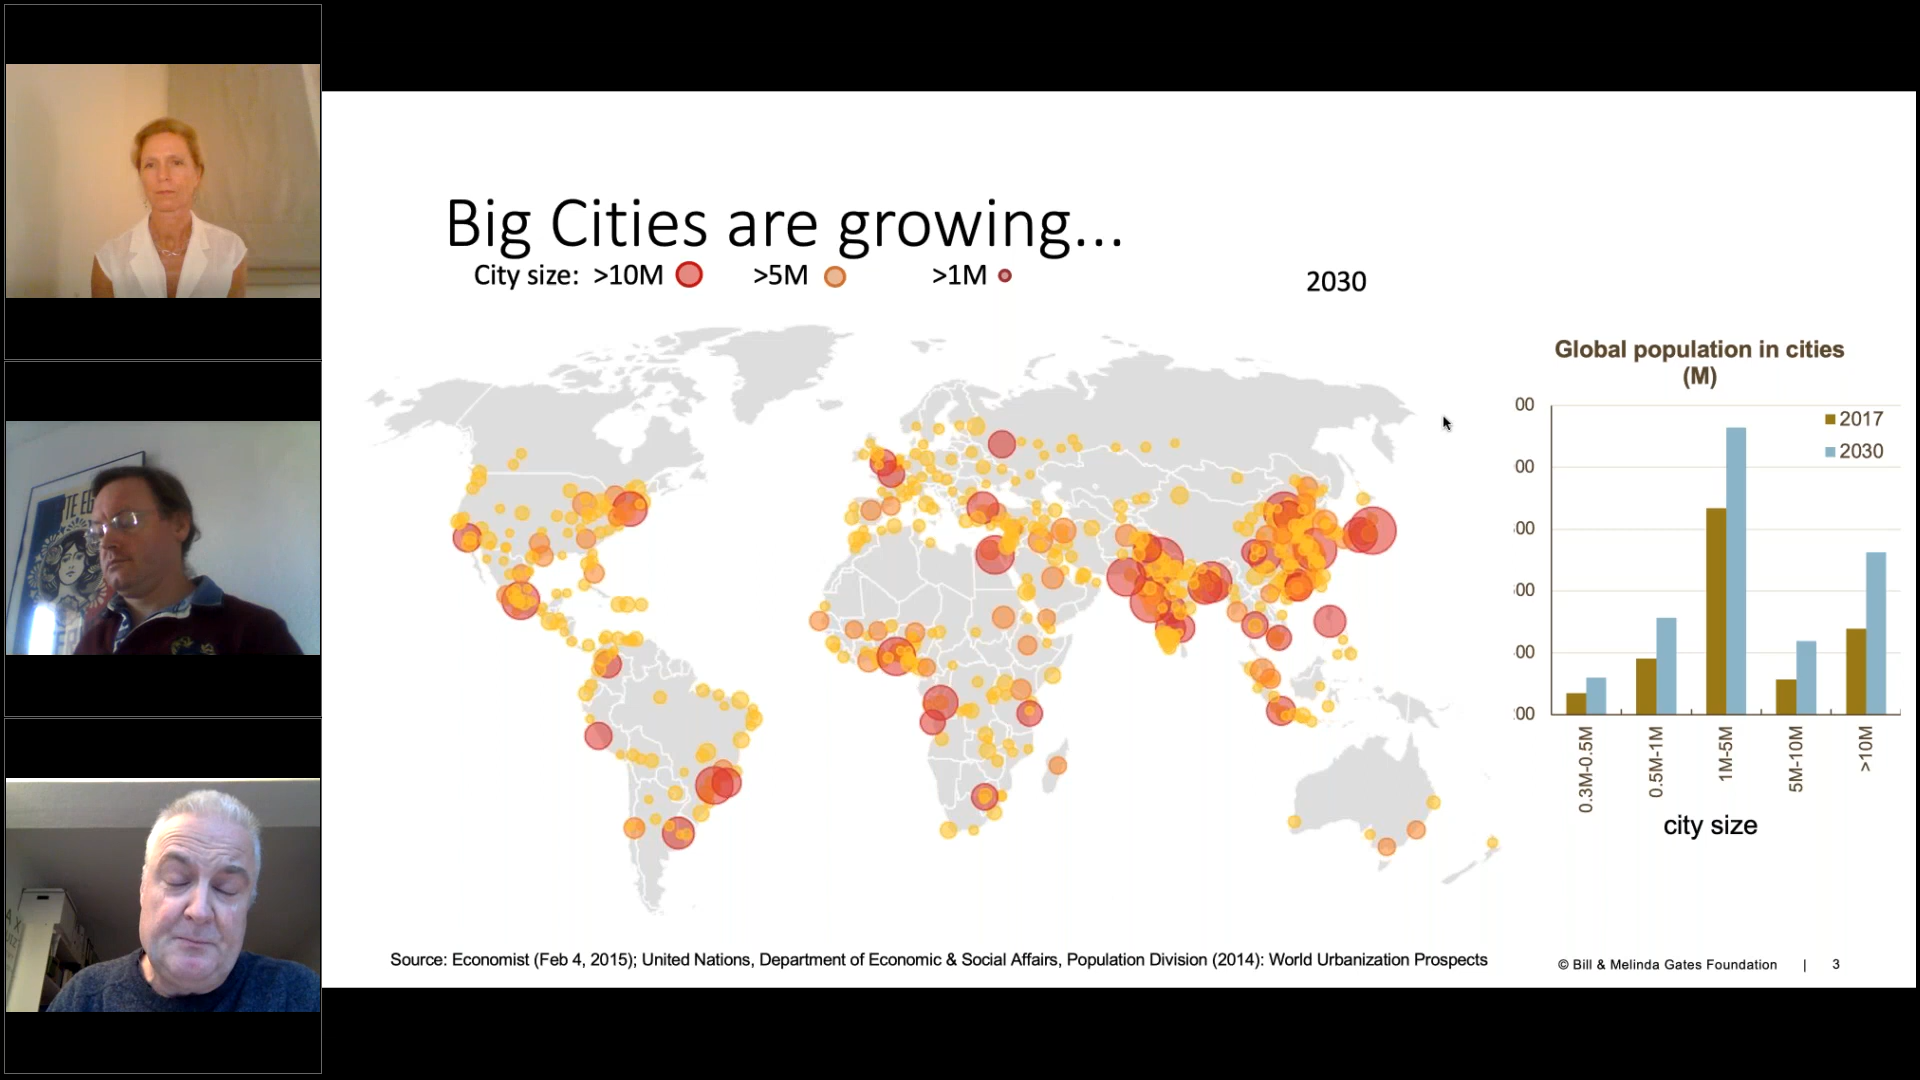 Big Cities are growing...
City size: >10M >5M >1M
2030
Global population in cities
(M)
2017
2030
00
00
00
00
00
00
0.3M-0.5M
0.5M-1M
1M-5M
5M-10M
>10M
city size
Source: Economist (Feb 4, 2015); United Nations, Department of Economic & Social Affairs, Population Division (2014): World Urbanization Prospects
© Bill & Melinda Gates Foundation | 3
TE EG